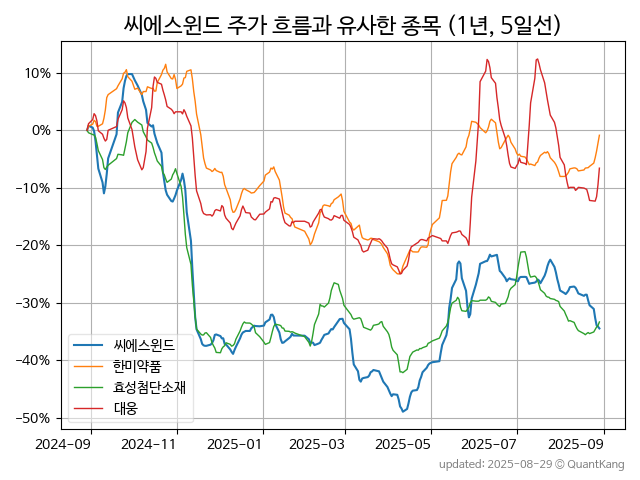 씨에스윈드 주가 흐름과 유사한 종목 (1년, 5일선)
10%
0%
−10%
−20%
−30%
−40%
−50%
씨에스윈드
한미약품
효성첨단소재
대웅
2024-09
2024-11
2025-01
2025-03
2025-05
2025-07
2025-09
updated: 2025-08-29 © QuantKang